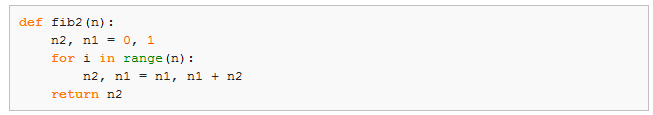 def fib2(n):
    n2, n1 = 0, 1
    for i in range(n):
        n2, n1 = n1, n1 + n2
    return n2